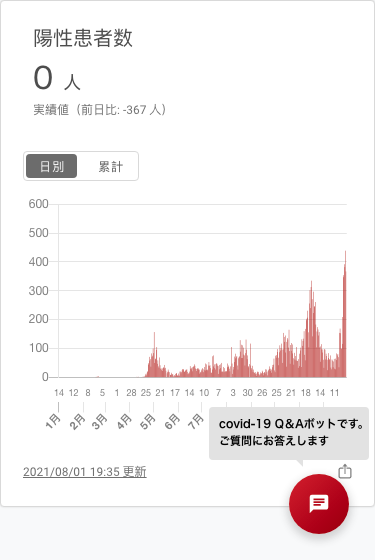 陽性患者数
0 人
実績値（前日比: -367 人）
日別 累計
600
500
400
300
200
100
0
14 12 8 5 1 28 25 21 17 14 10 7 3 30 26 25 21 18 14 11
1月 2月 3月 4月 5月 6月 7月
covid-19 Q&Aボットです。
ご質問にお答えします
2021/08/01 19:35 更新